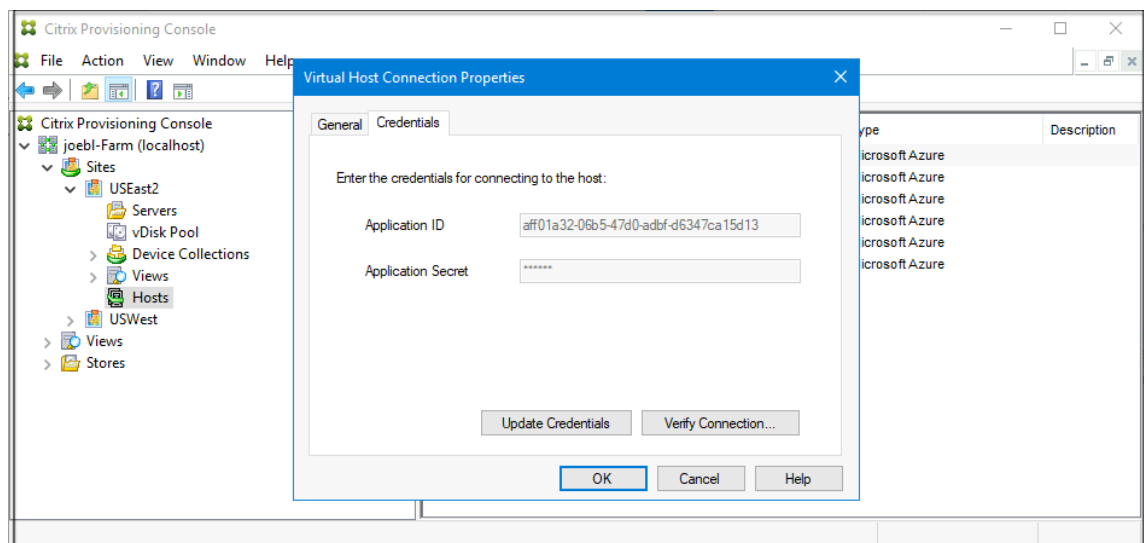 Citrix Provisioning Console
File Action View Window Help
Citrix Provisioning Console
joebl-Farm (localhost)
Sites
USEast2
Servers
vDisk Pool
Device Collections
Views
Hosts
USWest
Views
Stores
Virtual Host Connection Properties
General Credentials
Enter the credentials for connecting to the host:
Application ID aff01a32-06b5-47d0-adbf-d6347ca15d13
Application Secret ******
Update Credentials Verify Connection...
OK Cancel Help
ype Description
icrosoft Azure
icrosoft Azure
icrosoft Azure
icrosoft Azure
icrosoft Azure
icrosoft Azure